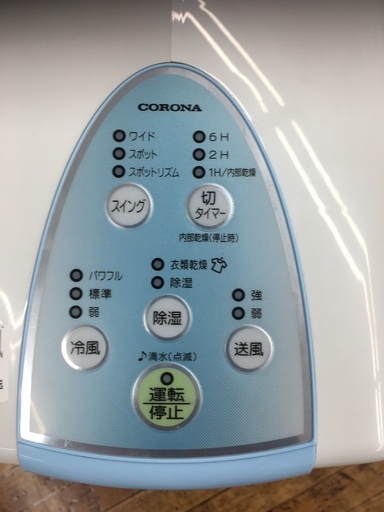 CORONA
ワイド
スポット
スポットリズム
スイング
6H
2H
1H/内部乾燥
切
タイマー
内部乾燥(停止時)
パワフル
標準
弱
冷風
衣類乾燥
除湿
除湿
強
弱
送風
♪満水(点滅)
運転
停止